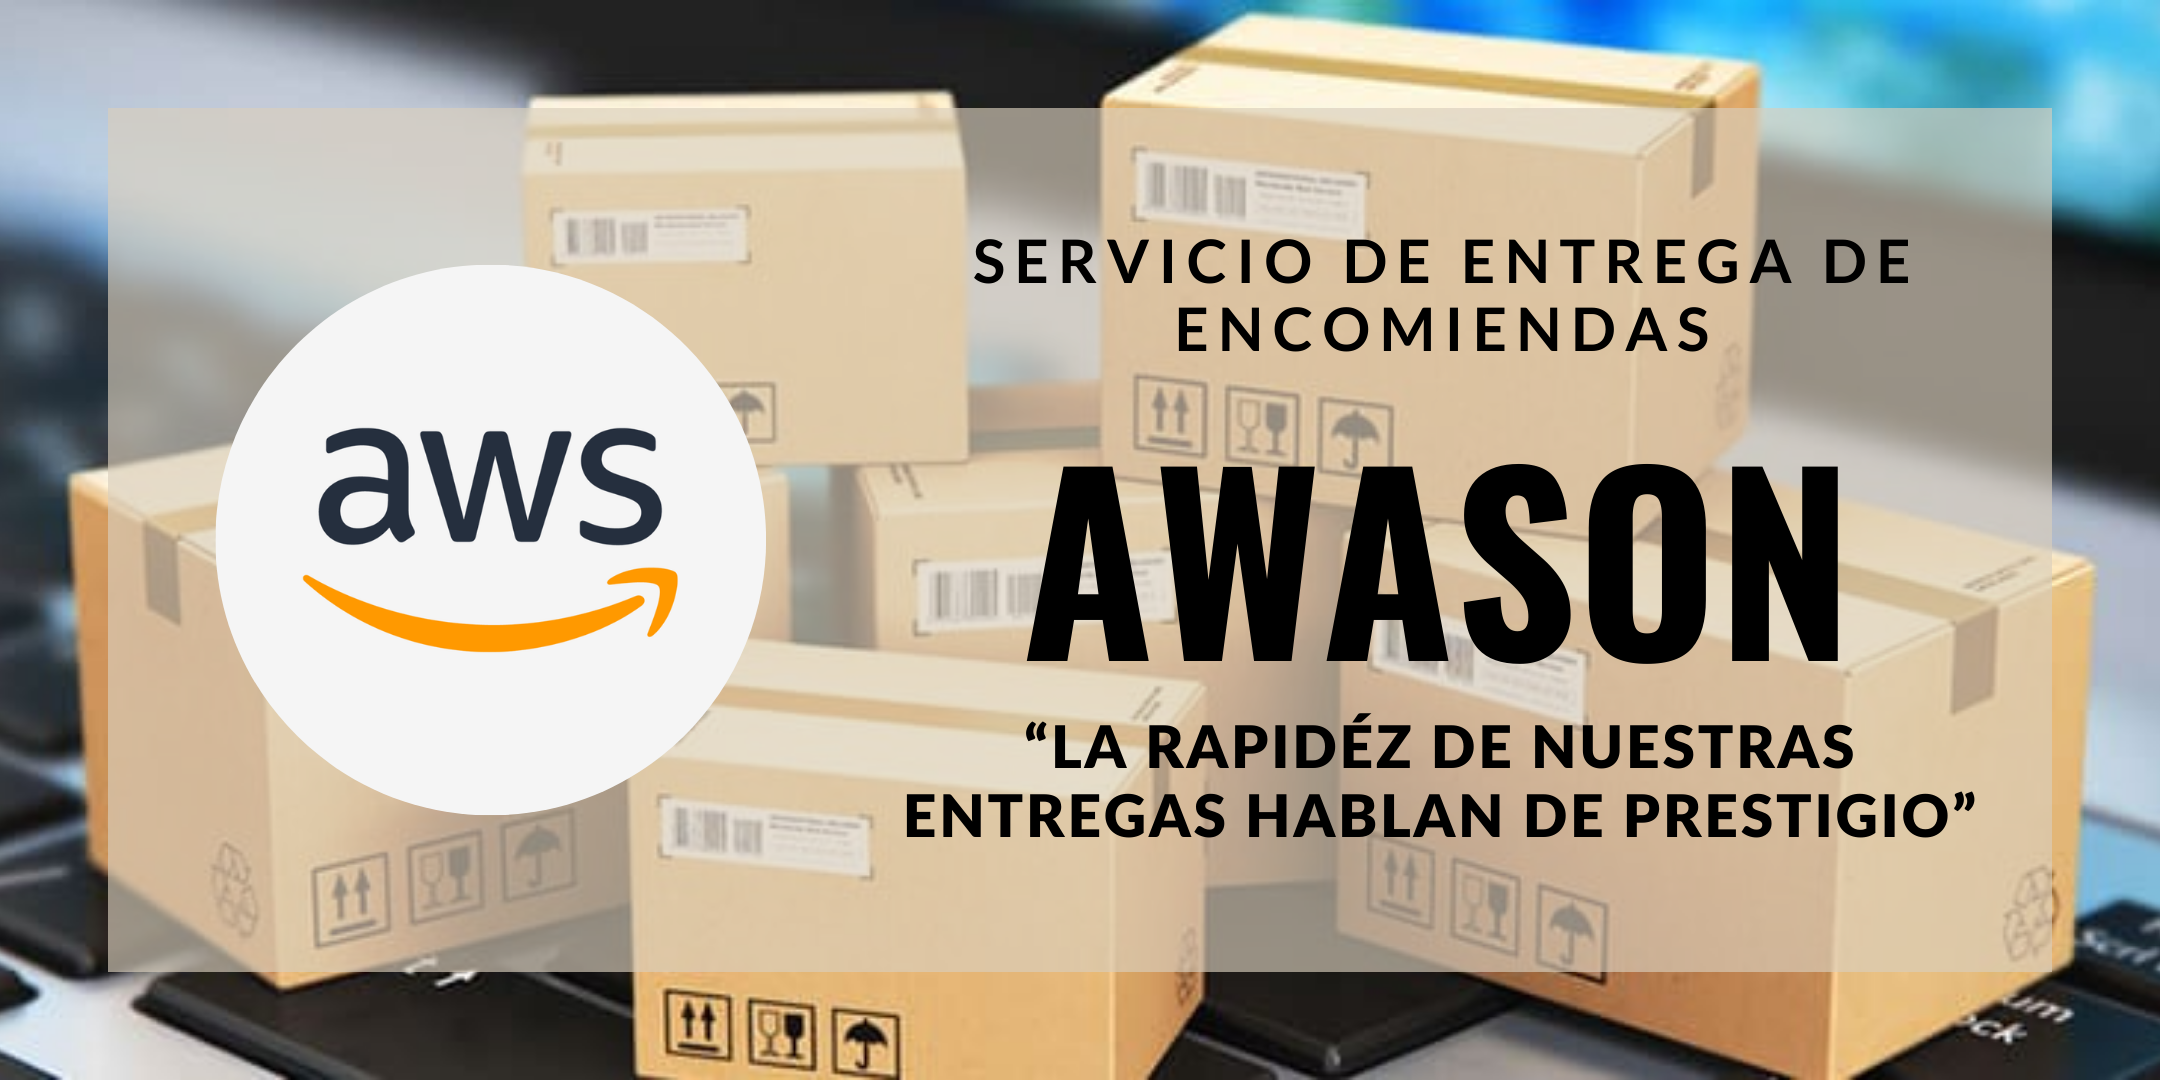 SERVICIO DE ENTREGA DE
ENCOMIENDAS
aws
AWASON
“LA RAPIDÉZ DE NUESTRAS
ENTREGAS HABLAN DE PRESTIGIO”